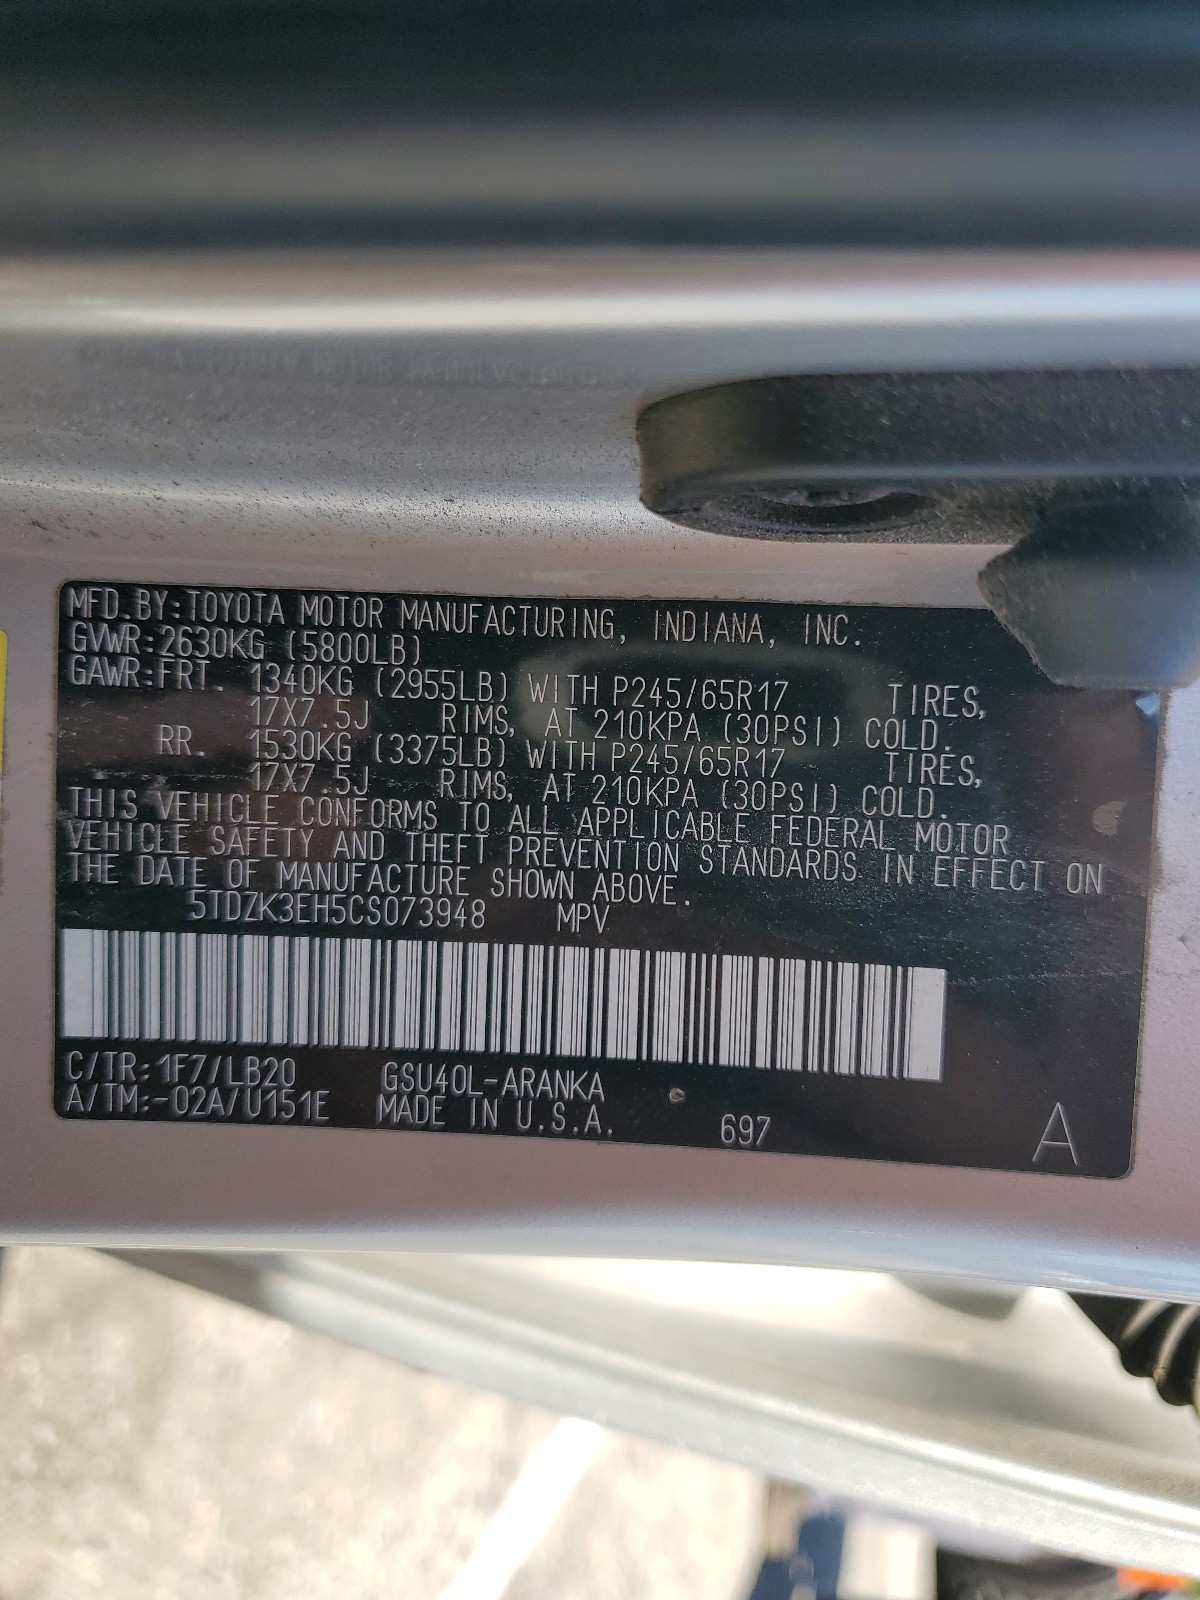 MFD.BY:TOYOTA MOTOR MANUFACTURING, INDIANA, INC.
GVWR:2630KG (5800LB)
GAWR:FRT. 1340KG (2955LB) WITH P245/65R17 TIRES,
17X7.5J RIMS, AT 210KPA (30PSI) COLD.
RR. 1530KG (3375LB) WITH P245/65R17 TIRES,
17X7.5J RIMS, AT 210KPA (30PSI) COLD.
THIS VEHICLE CONFORMS TO ALL APPLICABLE FEDERAL MOTOR
VEHICLE SAFETY AND THEFT PREVENTION STANDARDS IN EFFECT ON
THE DATE OF MANUFACTURE SHOWN ABOVE.
5TDZK3EH5CS073948 MPV
C/TR:1F7/LB20 GSU40L-ARANKA
A/TM:-02A/U151E MADE IN U.S.A. 697 A